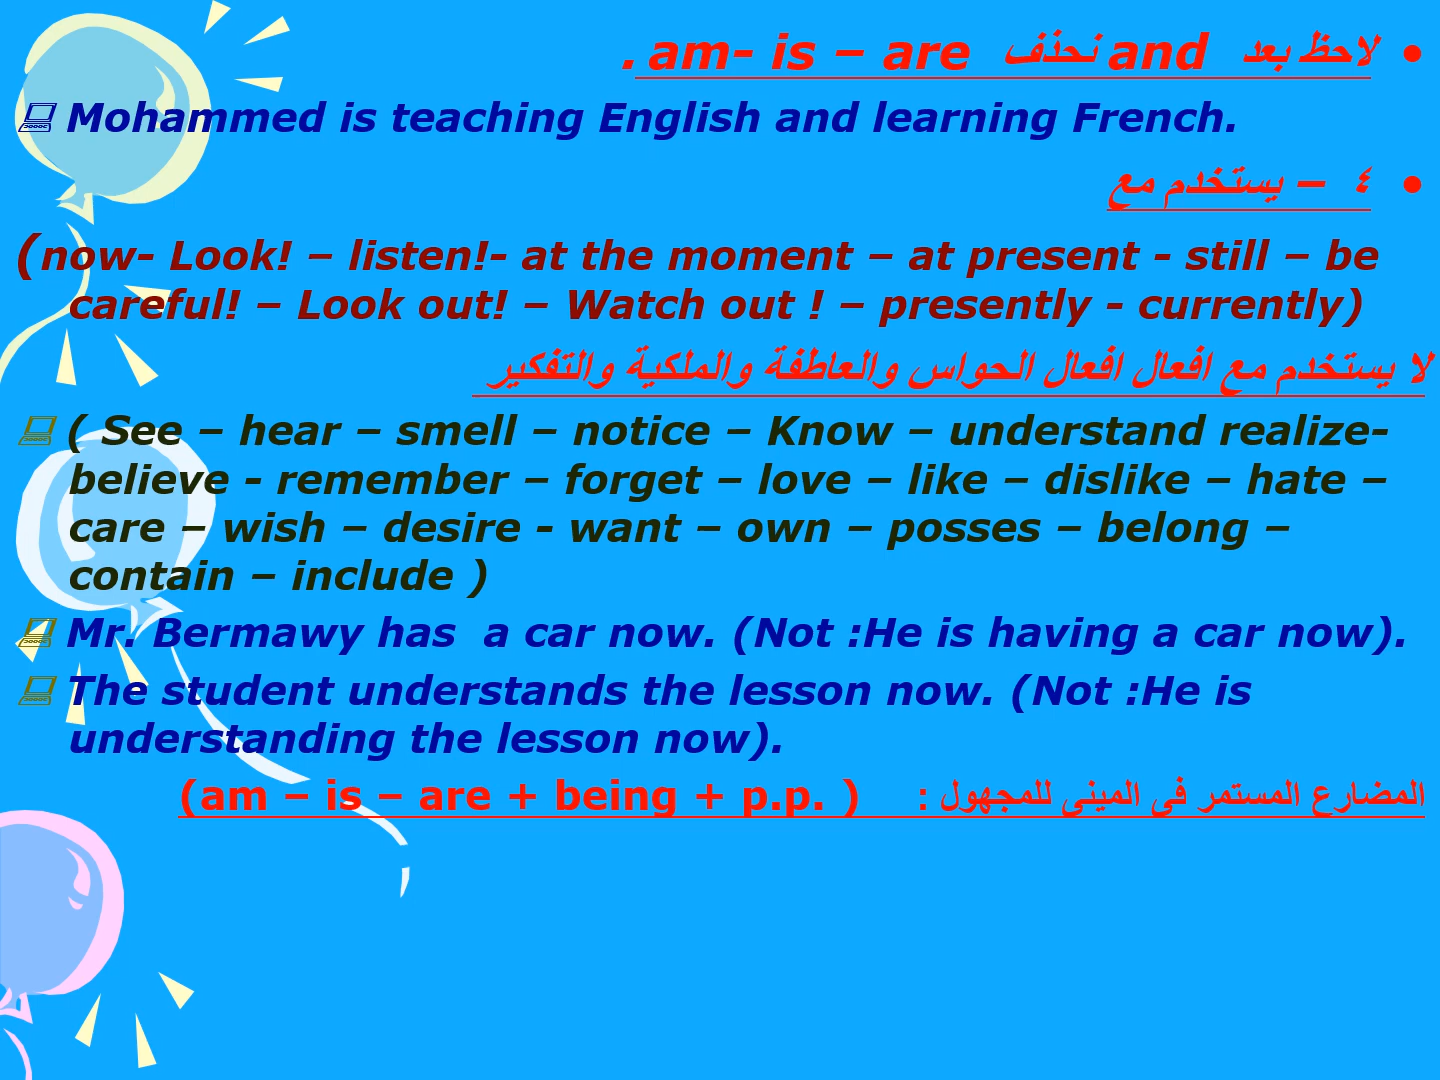 • لاحظ بعد and نحذف am- is – are .
Mohammed is teaching English and learning French.
• ٤ – يستخدم مع
(now- Look! – listen!- at the moment – at present - still – be
careful! – Look out! – Watch out ! – presently - currently)
لا يستخدم مع افعال افعال الحواس والعاطفة والملكية والتفكير
( See – hear – smell – notice – Know – understand realize-
believe - remember – forget – love – like – dislike – hate –
care – wish – desire - want – own – posses – belong –
contain – include )
Mr. Bermawy has a car now. (Not :He is having a car now).
The student understands the lesson now. (Not :He is
understanding the lesson now).
المضارع المستمر فى المينى للمجهول : (am – is – are + being + p.p. )